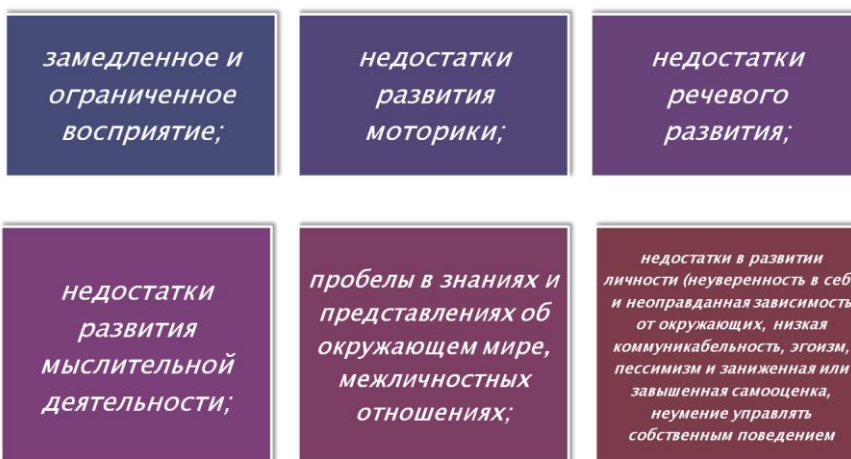 замедленное и
ограниченное
восприятие;
недостатки
развития
моторики;
недостатки
речевого
развития;
недостатки
развития
мыслительной
деятельности;
пробелы в знаниях и
представлениях об
окружающем мире,
межличностных
отношениях;
недостатки в развитии
личности (неуверенность в себ
и неоправданная зависимость
от окружающих, низкая
коммуникабельность, эгоизм,
пессимизм и заниженная или
завышенная самооценка,
неумение управлять
собственным поведением